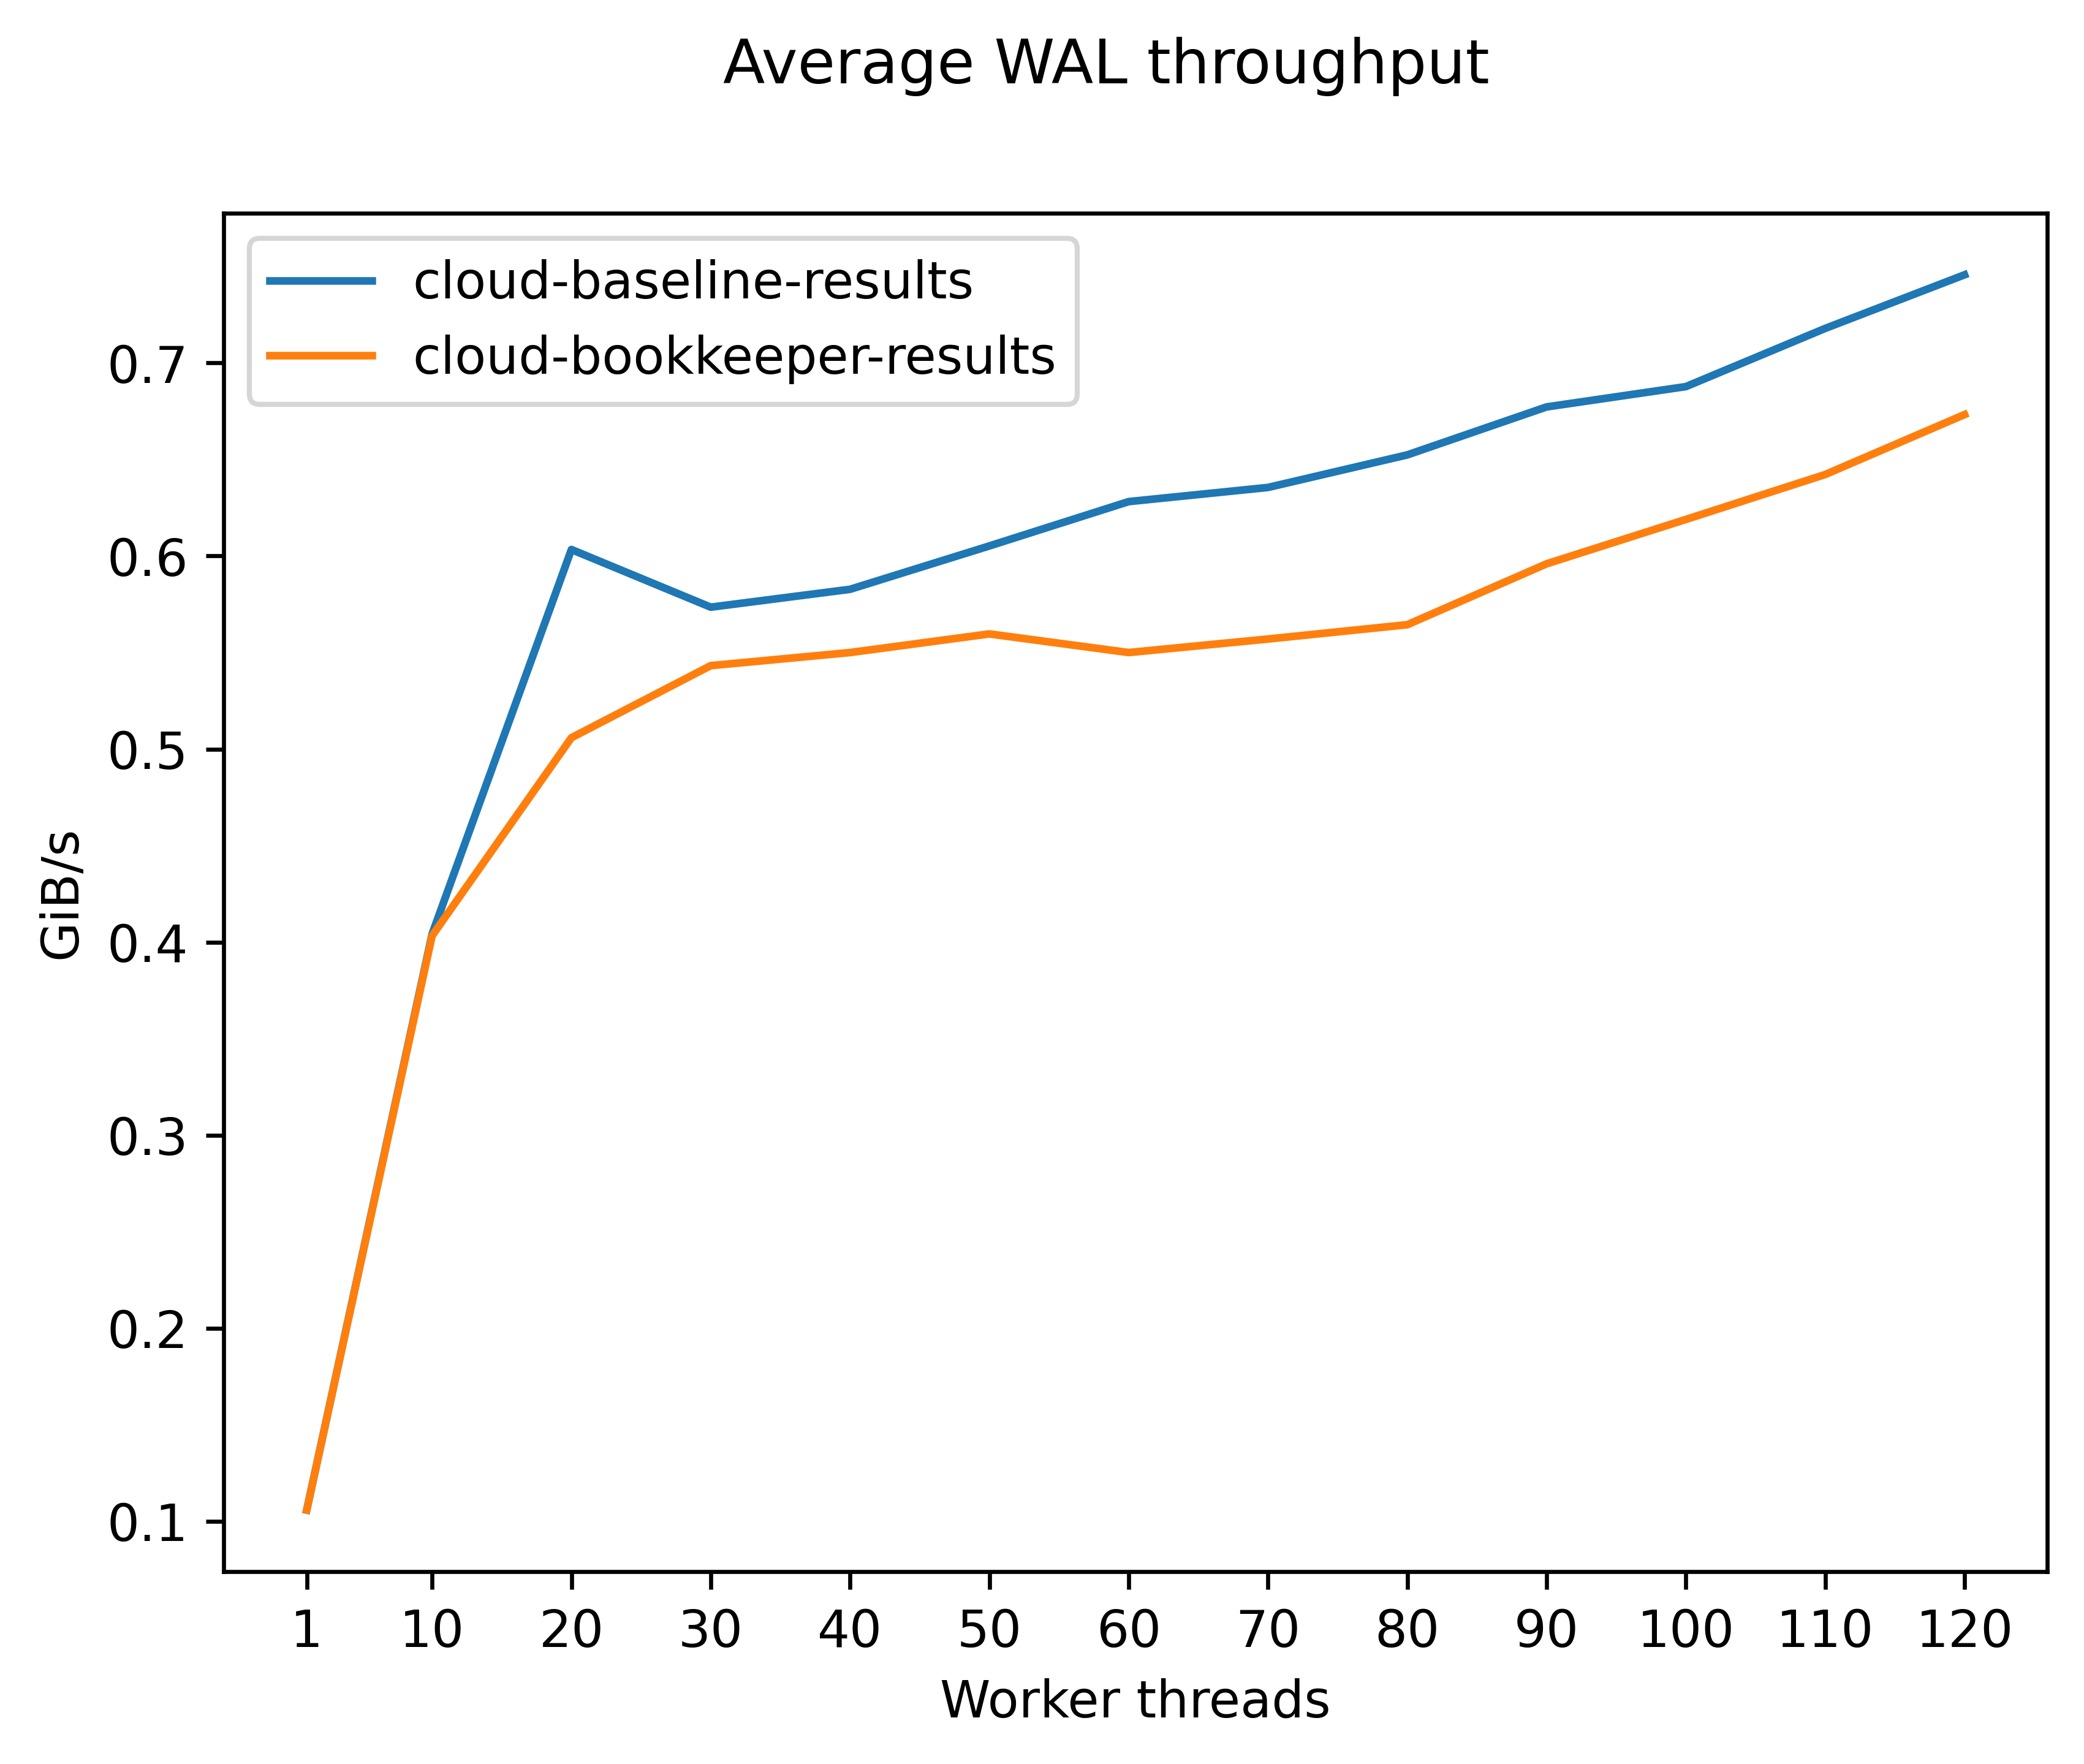 Average WAL throughput
cloud-baseline-results
cloud-bookkeeper-results
0.7
0.6
0.5
0.4
0.3
0.2
0.1
GiB/s
1 10 20 30 40 50 60 70 80 90 100 110 120
Worker threads